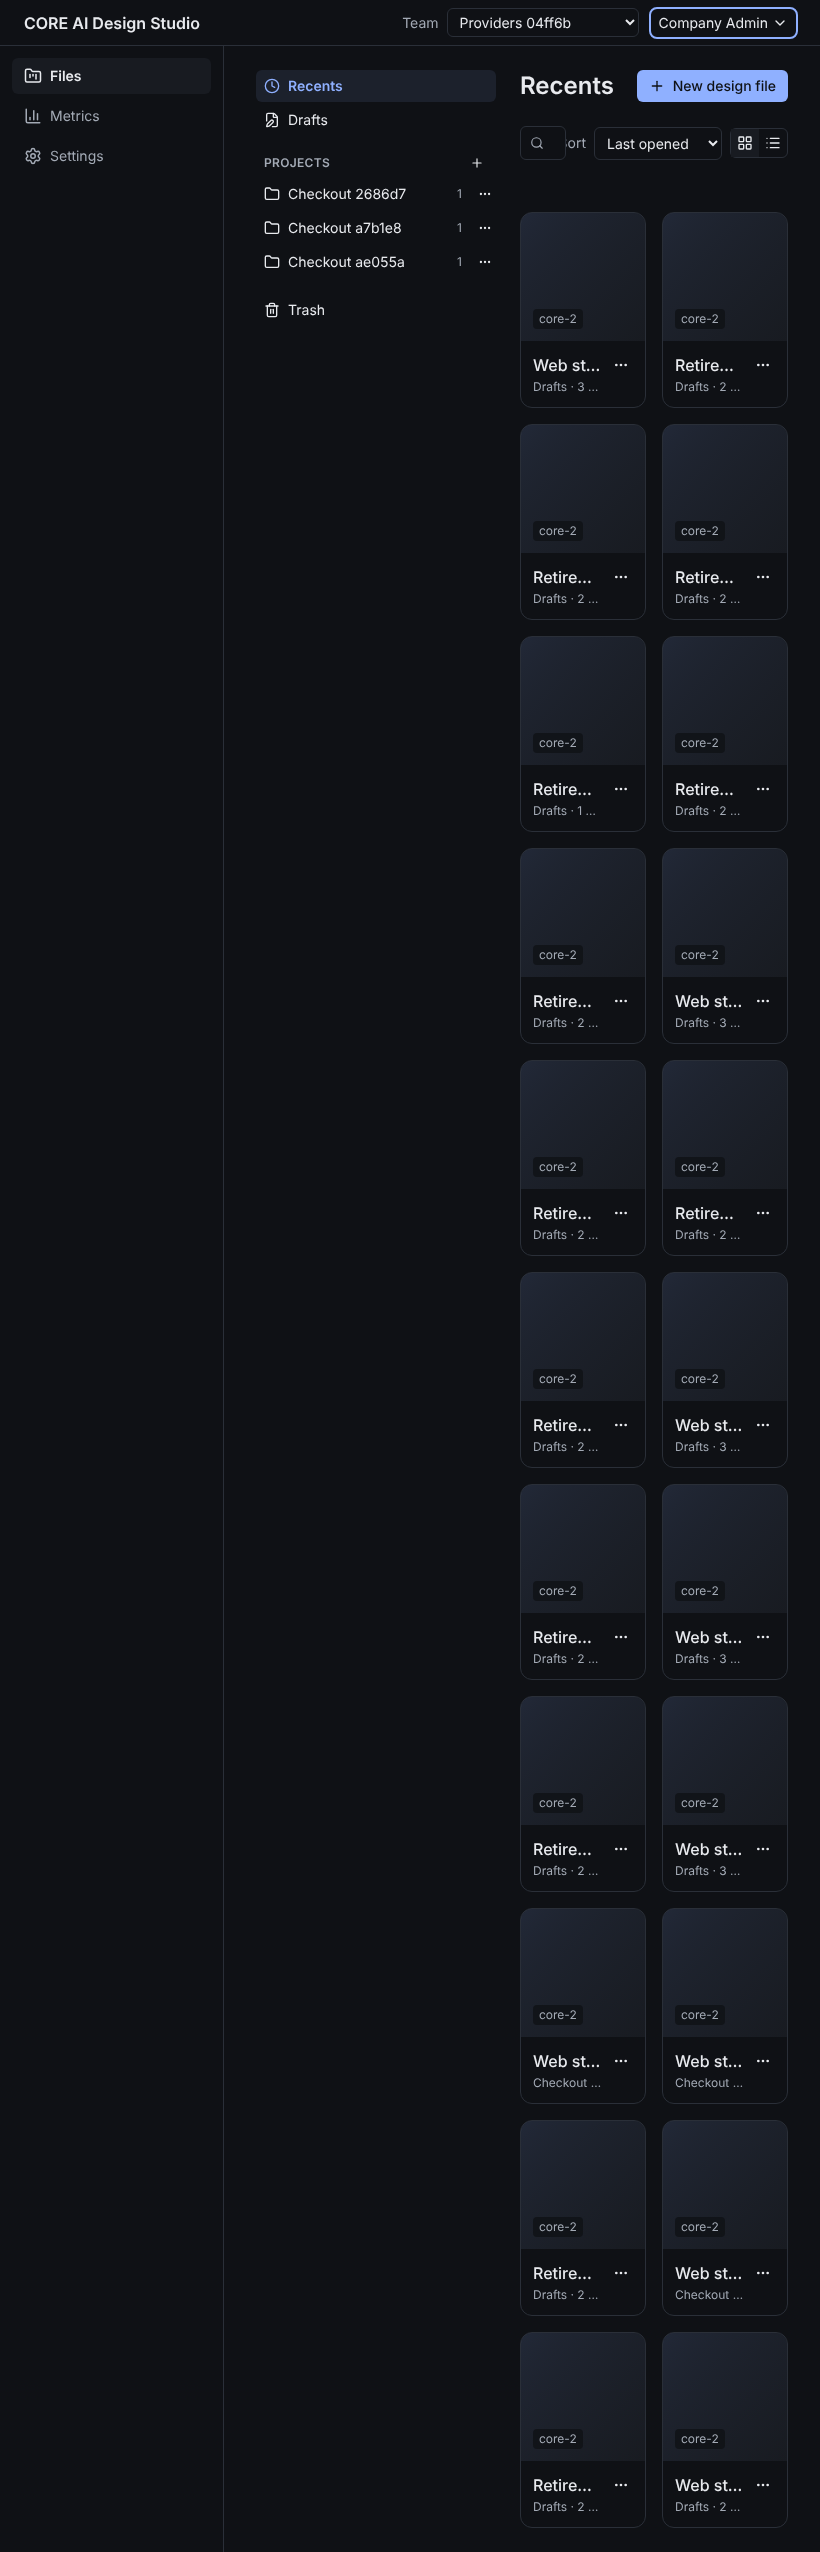 CORE AI Design Studio
Team
Providers 04ff6b
Company Admin
Files
Metrics
Settings
Recents
Drafts
PROJECTS
Checkout 2686d7 1
Checkout a7b1e8 1
Checkout ae055a 1
Trash
Recents
New design file
ort
Last opened
core-2
Web st...
Drafts · 3 ...
core-2
Retire...
Drafts · 2 ...
core-2
Retire...
Drafts · 2 ...
core-2
Retire...
Drafts · 2 ...
core-2
Retire...
Drafts · 1 ...
core-2
Retire...
Drafts · 2 ...
core-2
Retire...
Drafts · 2 ...
core-2
Web st...
Drafts · 3 ...
core-2
Retire...
Drafts · 2 ...
core-2
Retire...
Drafts · 2 ...
core-2
Retire...
Drafts · 2 ...
core-2
Web st...
Drafts · 3 ...
core-2
Retire...
Drafts · 2 ...
core-2
Web st...
Drafts · 3 ...
core-2
Retire...
Drafts · 2 ...
core-2
Web st...
Drafts · 3 ...
core-2
Web st...
Checkout ...
core-2
Web st...
Checkout ...
core-2
Retire...
Drafts · 2 ...
core-2
Web st...
Checkout ...
core-2
Retire...
Drafts · 2 ...
core-2
Web st...
Drafts · 2 ...